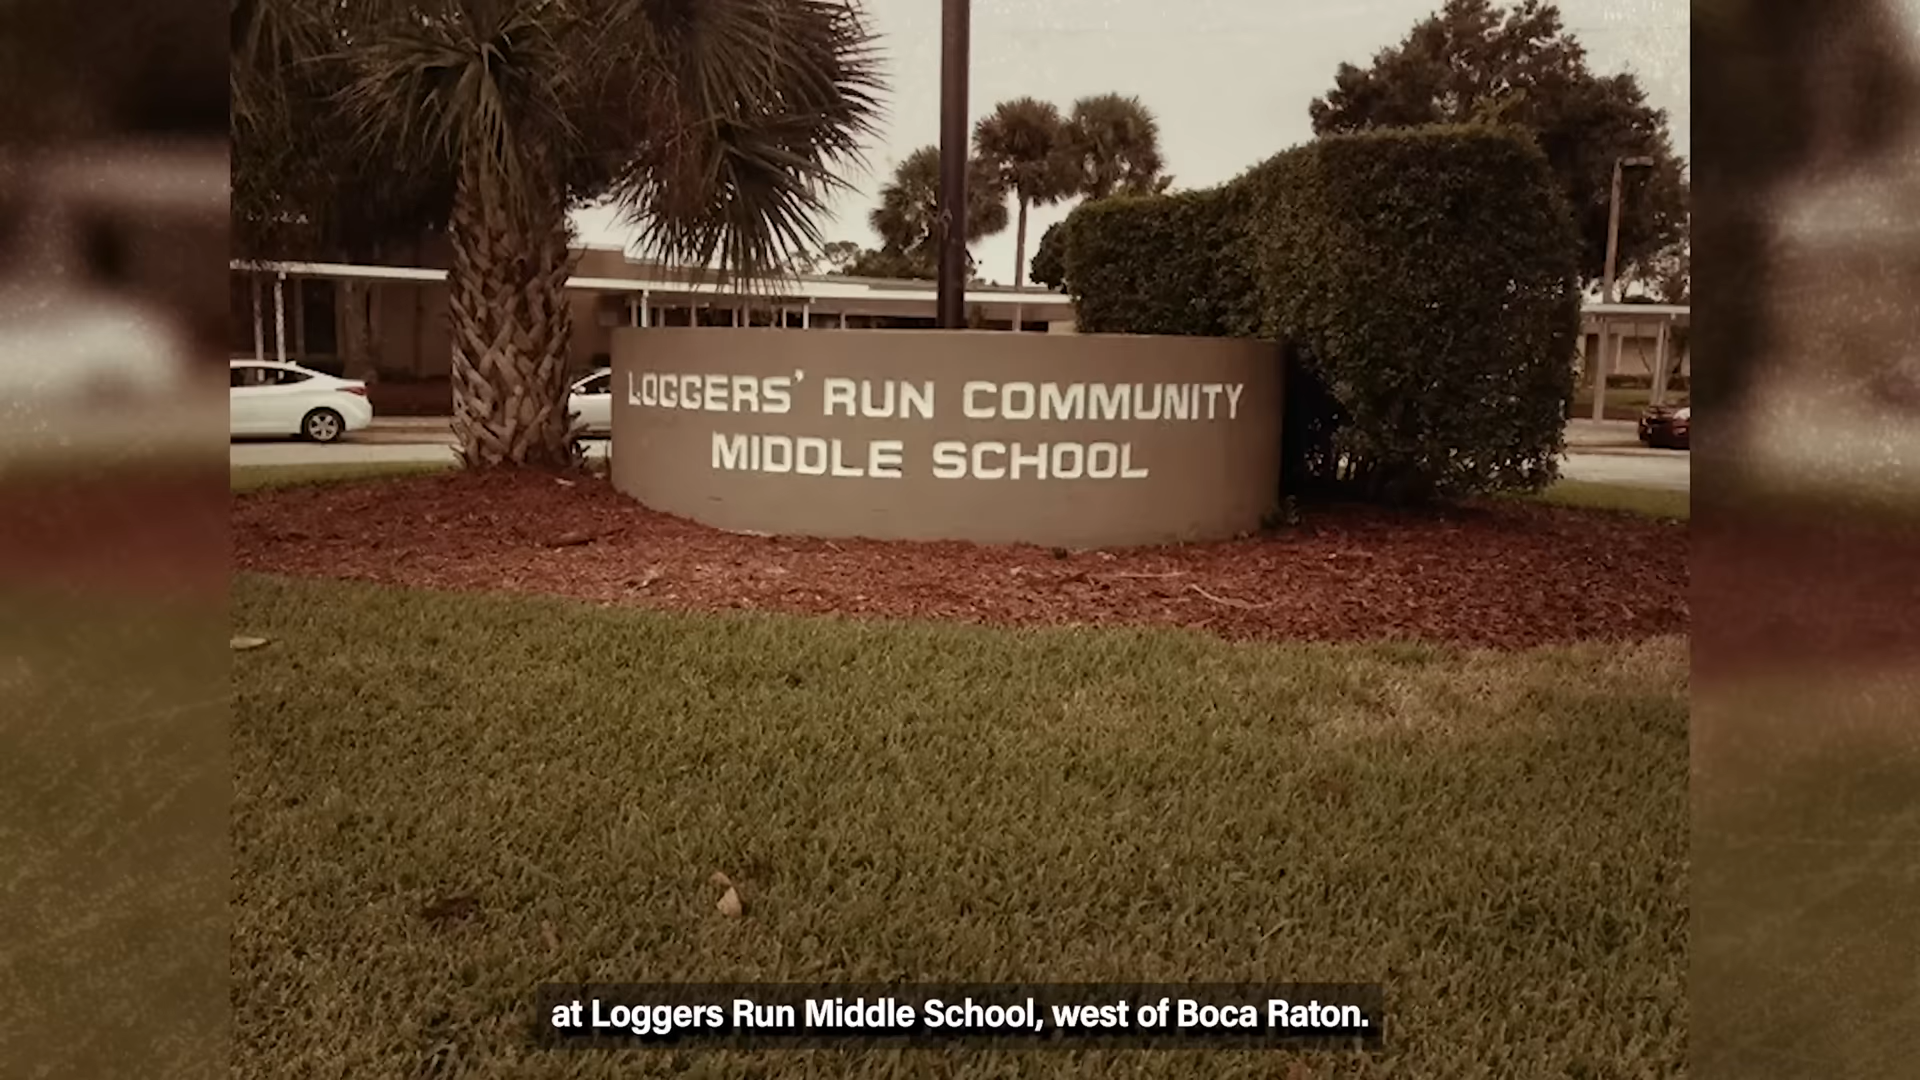 LOGGERS' RUN COMMUNITY
MIDDLE SCHOOL
at Loggers Run Middle School, west of Boca Raton.